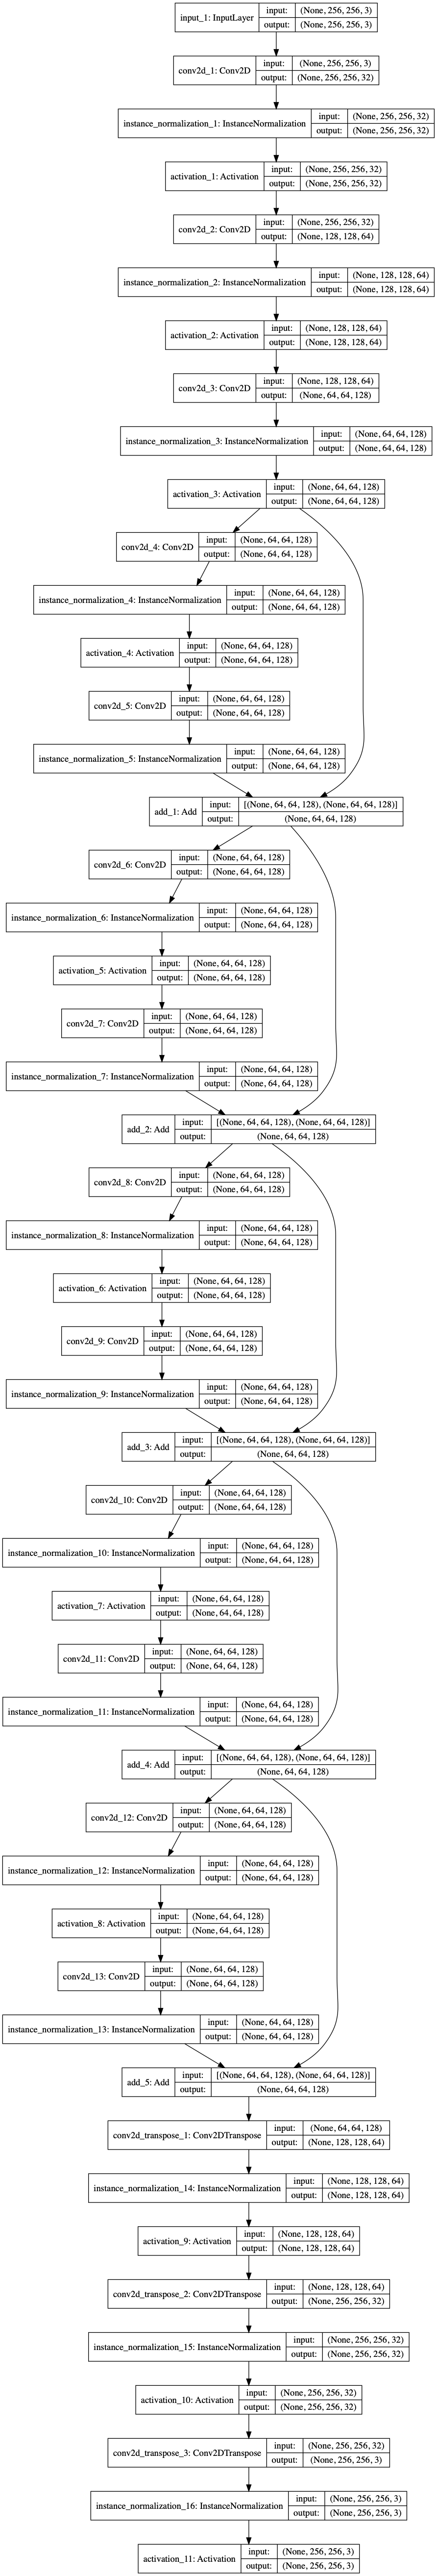 input_1: InputLayer
input: (None, 256, 256, 3)
output: (None, 256, 256, 3)
conv2d_1: Conv2D
input: (None, 256, 256, 3)
output: (None, 256, 256, 32)
instance_normalization_1: InstanceNormalization
input: (None, 256, 256, 32)
output: (None, 256, 256, 32)
activation_1: Activation
input: (None, 256, 256, 32)
output: (None, 256, 256, 32)
conv2d_2: Conv2D
input: (None, 256, 256, 32)
output: (None, 128, 128, 64)
instance_normalization_2: InstanceNormalization
input: (None, 128, 128, 64)
output: (None, 128, 128, 64)
activation_2: Activation
input: (None, 128, 128, 64)
output: (None, 128, 128, 64)
conv2d_3: Conv2D
input: (None, 128, 128, 64)
output: (None, 64, 64, 128)
instance_normalization_3: InstanceNormalization
input: (None, 64, 64, 128)
output: (None, 64, 64, 128)
activation_3: Activation
input: (None, 64, 64, 128)
output: (None, 64, 64, 128)
conv2d_4: Conv2D
input: (None, 64, 64, 128)
output: (None, 64, 64, 128)
instance_normalization_4: InstanceNormalization
input: (None, 64, 64, 128)
output: (None, 64, 64, 128)
activation_4: Activation
input: (None, 64, 64, 128)
output: (None, 64, 64, 128)
conv2d_5: Conv2D
input: (None, 64, 64, 128)
output: (None, 64, 64, 128)
instance_normalization_5: InstanceNormalization
input: (None, 64, 64, 128)
output: (None, 64, 64, 128)
add_1: Add
input: [(None, 64, 64, 128), (None, 64, 64, 128)]
output: (None, 64, 64, 128)
conv2d_6: Conv2D
input: (None, 64, 64, 128)
output: (None, 64, 64, 128)
instance_normalization_6: InstanceNormalization
input: (None, 64, 64, 128)
output: (None, 64, 64, 128)
activation_5: Activation
input: (None, 64, 64, 128)
output: (None, 64, 64, 128)
conv2d_7: Conv2D
input: (None, 64, 64, 128)
output: (None, 64, 64, 128)
instance_normalization_7: InstanceNormalization
input: (None, 64, 64, 128)
output: (None, 64, 64, 128)
add_2: Add
input: [(None, 64, 64, 128), (None, 64, 64, 128)]
output: (None, 64, 64, 128)
conv2d_8: Conv2D
input: (None, 64, 64, 128)
output: (None, 64, 64, 128)
instance_normalization_8: InstanceNormalization
input: (None, 64, 64, 128)
output: (None, 64, 64, 128)
activation_6: Activation
input: (None, 64, 64, 128)
output: (None, 64, 64, 128)
conv2d_9: Conv2D
input: (None, 64, 64, 128)
output: (None, 64, 64, 128)
instance_normalization_9: InstanceNormalization
input: (None, 64, 64, 128)
output: (None, 64, 64, 128)
add_3: Add
input: [(None, 64, 64, 128), (None, 64, 64, 128)]
output: (None, 64, 64, 128)
conv2d_10: Conv2D
input: (None, 64, 64, 128)
output: (None, 64, 64, 128)
instance_normalization_10: InstanceNormalization
input: (None, 64, 64, 128)
output: (None, 64, 64, 128)
activation_7: Activation
input: (None, 64, 64, 128)
output: (None, 64, 64, 128)
conv2d_11: Conv2D
input: (None, 64, 64, 128)
output: (None, 64, 64, 128)
instance_normalization_11: InstanceNormalization
input: (None, 64, 64, 128)
output: (None, 64, 64, 128)
add_4: Add
input: [(None, 64, 64, 128), (None, 64, 64, 128)]
output: (None, 64, 64, 128)
conv2d_12: Conv2D
input: (None, 64, 64, 128)
output: (None, 64, 64, 128)
instance_normalization_12: InstanceNormalization
input: (None, 64, 64, 128)
output: (None, 64, 64, 128)
activation_8: Activation
input: (None, 64, 64, 128)
output: (None, 64, 64, 128)
conv2d_13: Conv2D
input: (None, 64, 64, 128)
output: (None, 64, 64, 128)
instance_normalization_13: InstanceNormalization
input: (None, 64, 64, 128)
output: (None, 64, 64, 128)
add_5: Add
input: [(None, 64, 64, 128), (None, 64, 64, 128)]
output: (None, 64, 64, 128)
conv2d_transpose_1: Conv2DTranspose
input: (None, 64, 64, 128)
output: (None, 128, 128, 64)
instance_normalization_14: InstanceNormalization
input: (None, 128, 128, 64)
output: (None, 128, 128, 64)
activation_9: Activation
input: (None, 128, 128, 64)
output: (None, 128, 128, 64)
conv2d_transpose_2: Conv2DTranspose
input: (None, 128, 128, 64)
output: (None, 256, 256, 32)
instance_normalization_15: InstanceNormalization
input: (None, 256, 256, 32)
output: (None, 256, 256, 32)
activation_10: Activation
input: (None, 256, 256, 32)
output: (None, 256, 256, 32)
conv2d_transpose_3: Conv2DTranspose
input: (None, 256, 256, 32)
output: (None, 256, 256, 3)
instance_normalization_16: InstanceNormalization
input: (None, 256, 256, 3)
output: (None, 256, 256, 3)
activation_11: Activation
input: (None, 256, 256, 3)
output: (None, 256, 256, 3)